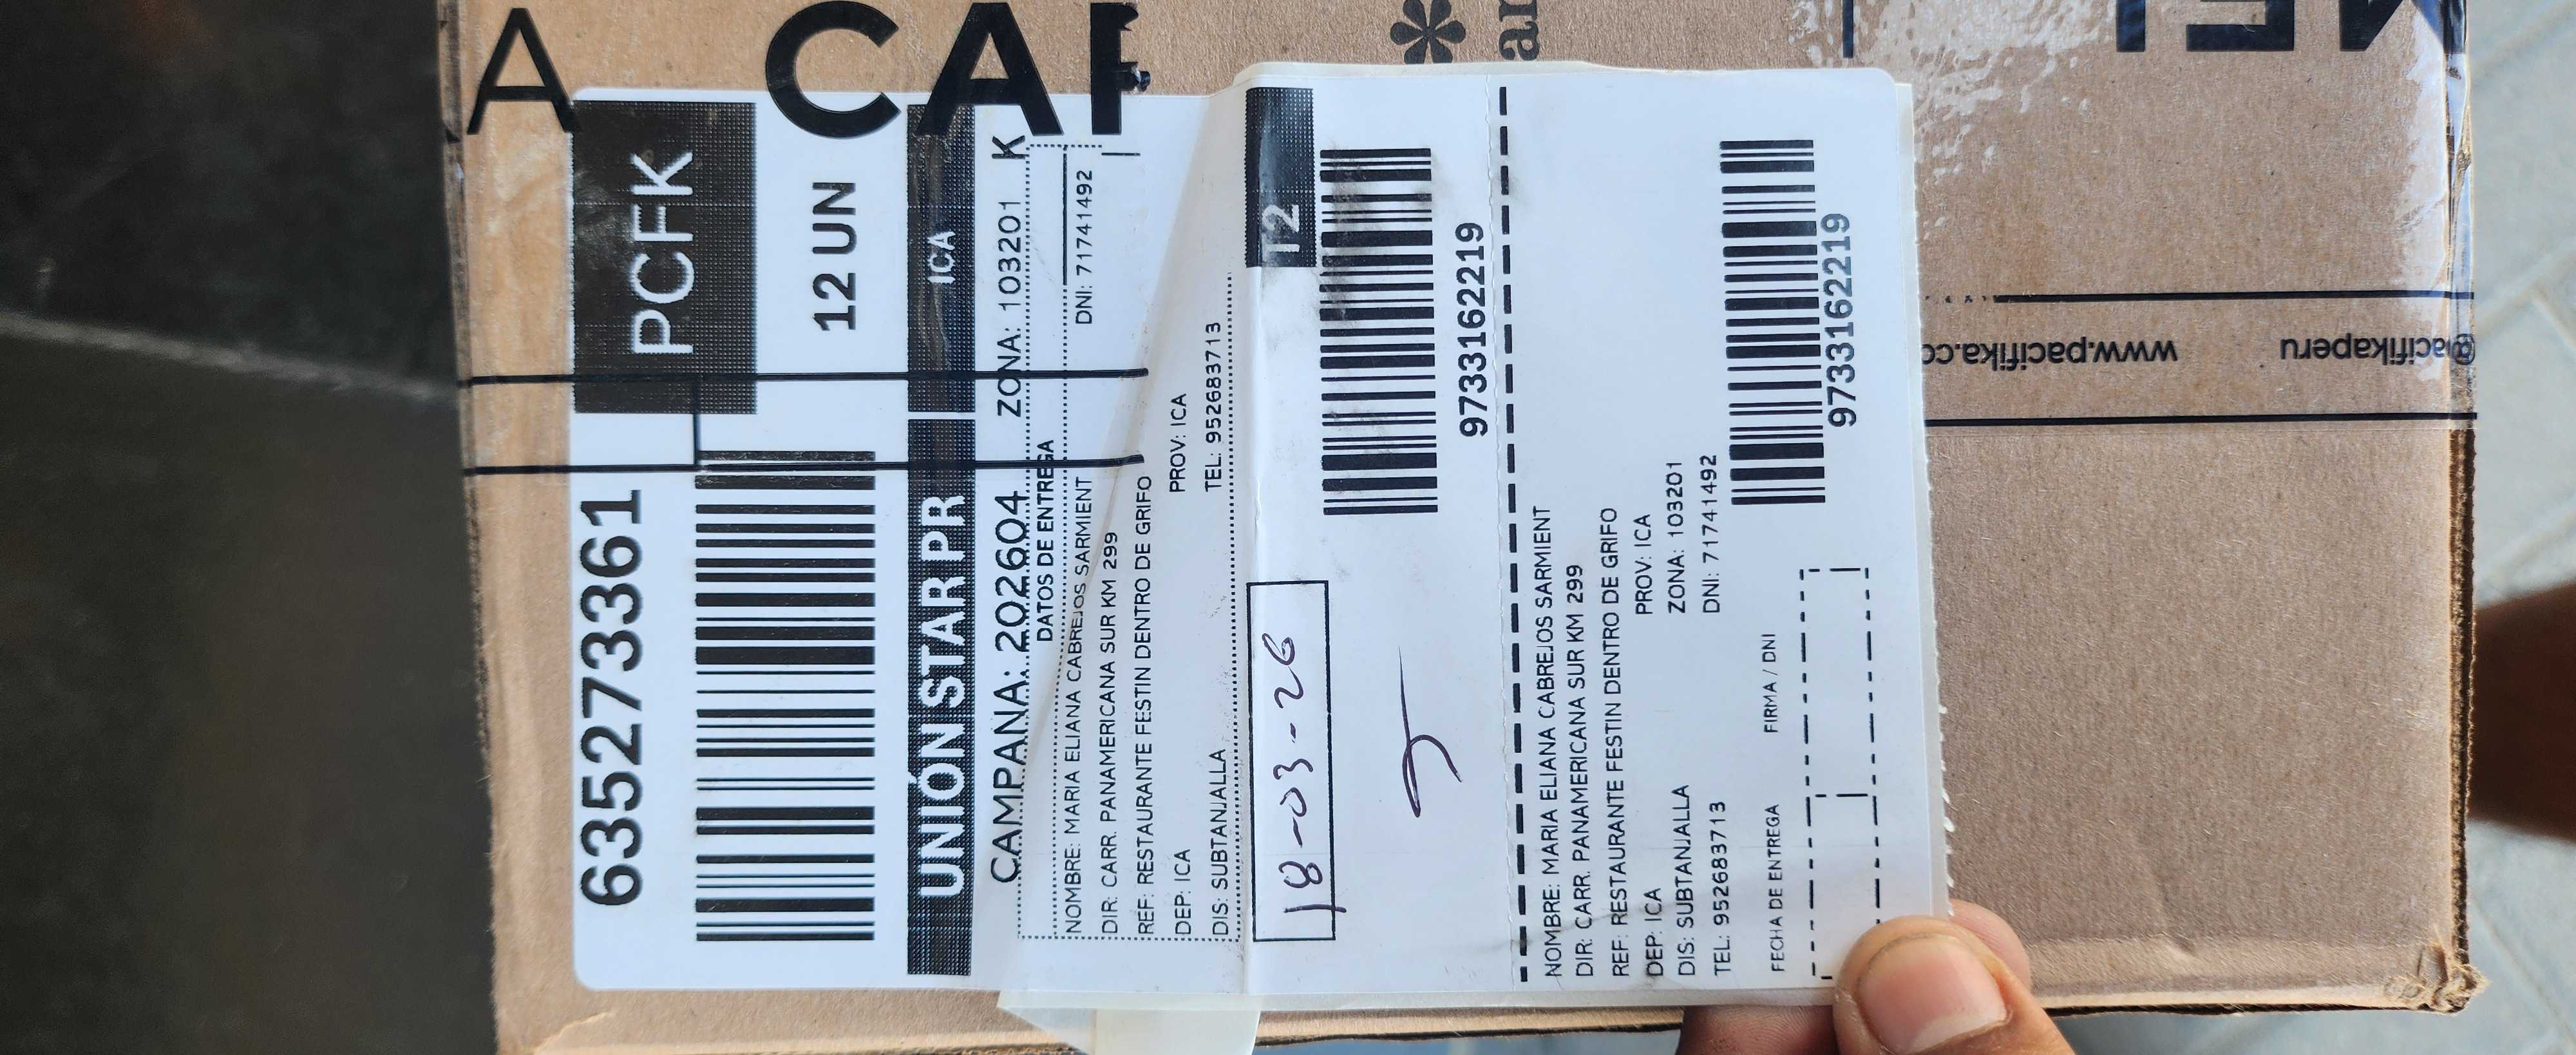 A CAR
ar
635273361
PCFK
12 UN
UNIÓN STAR PR
ICA
CAMPAÑA: 202604 ZONA: 103201 K
DATOS DE ENTREGA
NOMBRE: MARIA ELIANA CABREJOS SARMIENT DNI: 71741492
DIR: CARR. PANAMERICANA SUR KM 299
REF: RESTAURANTE FESTIN DENTRO DE GRIFO
DEP: ICA PROV: ICA
DIS: SUBTANJALLA TEL: 952683713
T2
18-03-26
9733162219
NOMBRE: MARIA ELIANA CABREJOS SARMIENT
DIR: CARR. PANAMERICANA SUR KM 299
REF: RESTAURANTE FESTIN DENTRO DE GRIFO
DEP: ICA PROV: ICA
DIS: SUBTANJALLA ZONA: 103201
TEL: 952683713 DNI: 71741492
FECHA DE ENTREGA FIRMA / DNI
9733162219
www.pacifika.co
@pacifikaperu